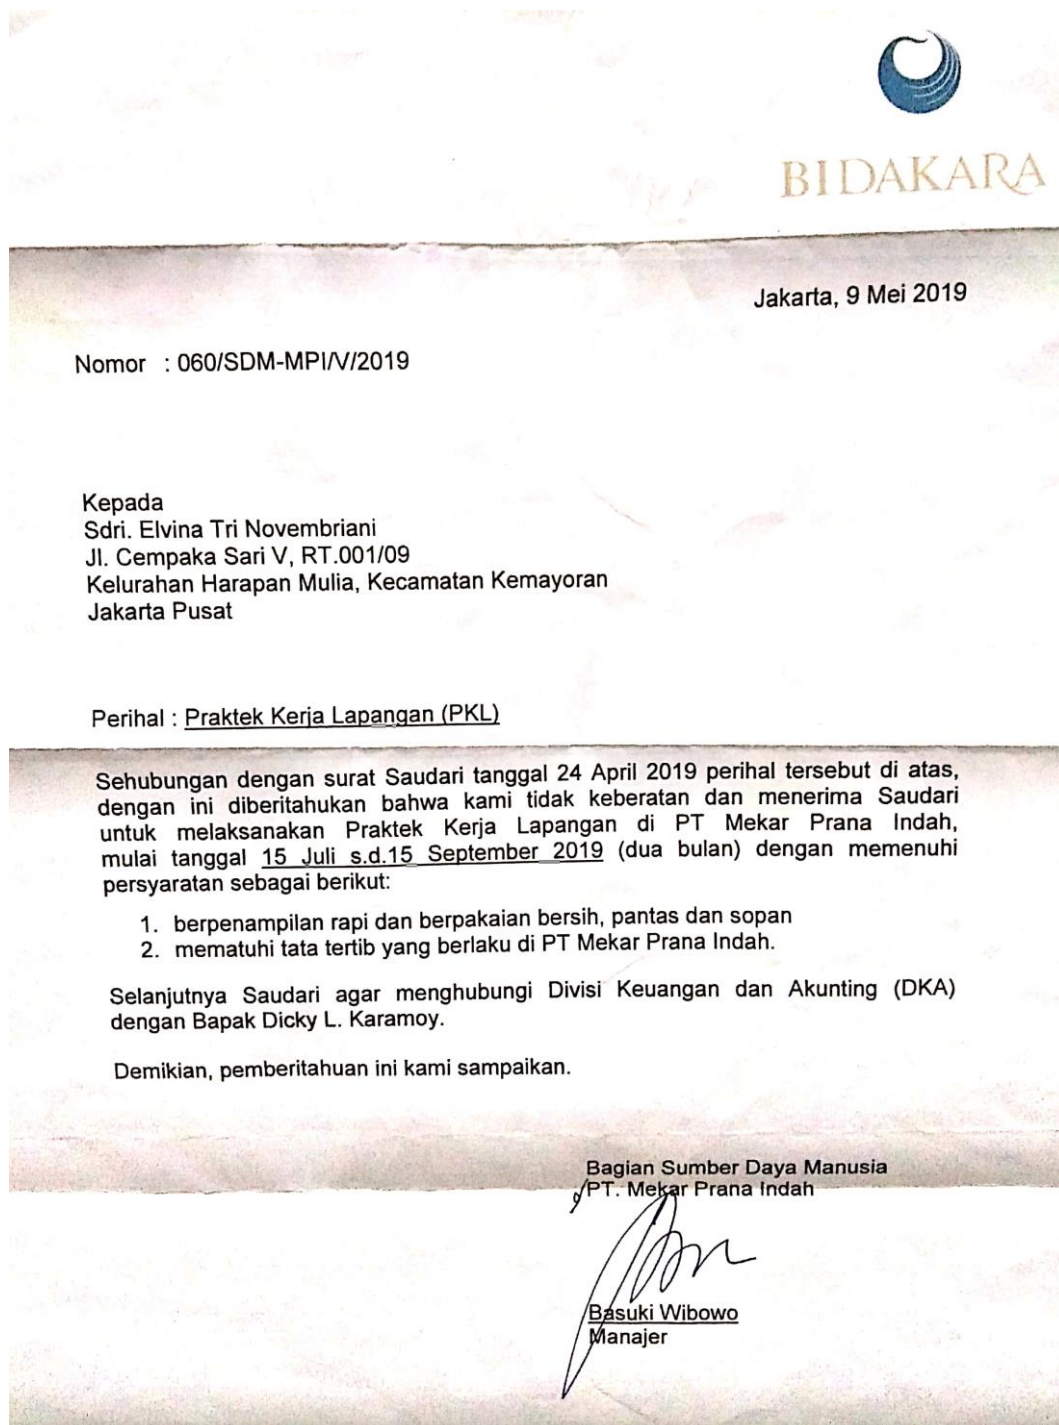 BIDAKARA
Jakarta, 9 Mei 2019
Nomor : 060/SDM-MPI/V/2019
Kepada
Sdri. Elvina Tri Novembriani
Jl. Cempaka Sari V, RT.001/09
Kelurahan Harapan Mulia, Kecamatan Kemayoran
Jakarta Pusat
Perihal : Praktek Kerja Lapangan (PKL)
Sehubungan dengan surat Saudari tanggal 24 April 2019 perihal tersebut di atas,
dengan ini diberitahukan bahwa kami tidak keberatan dan menerima Saudari
untuk melaksanakan Praktek Kerja Lapangan di PT Mekar Prana Indah,
mulai tanggal 15 Juli s.d.15 September 2019 (dua bulan) dengan memenuhi
persyaratan sebagai berikut:
1. berpenampilan rapi dan berpakaian bersih, pantas dan sopan
2. mematuhi tata tertib yang berlaku di PT Mekar Prana Indah.
Selanjutnya Saudari agar menghubungi Divisi Keuangan dan Akunting (DKA)
dengan Bapak Dicky L. Karamoy.
Demikian, pemberitahuan ini kami sampaikan.
Bagian Sumber Daya Manusia
PT. Mekar Prana Indah
Basuki Wibowo
Manajer